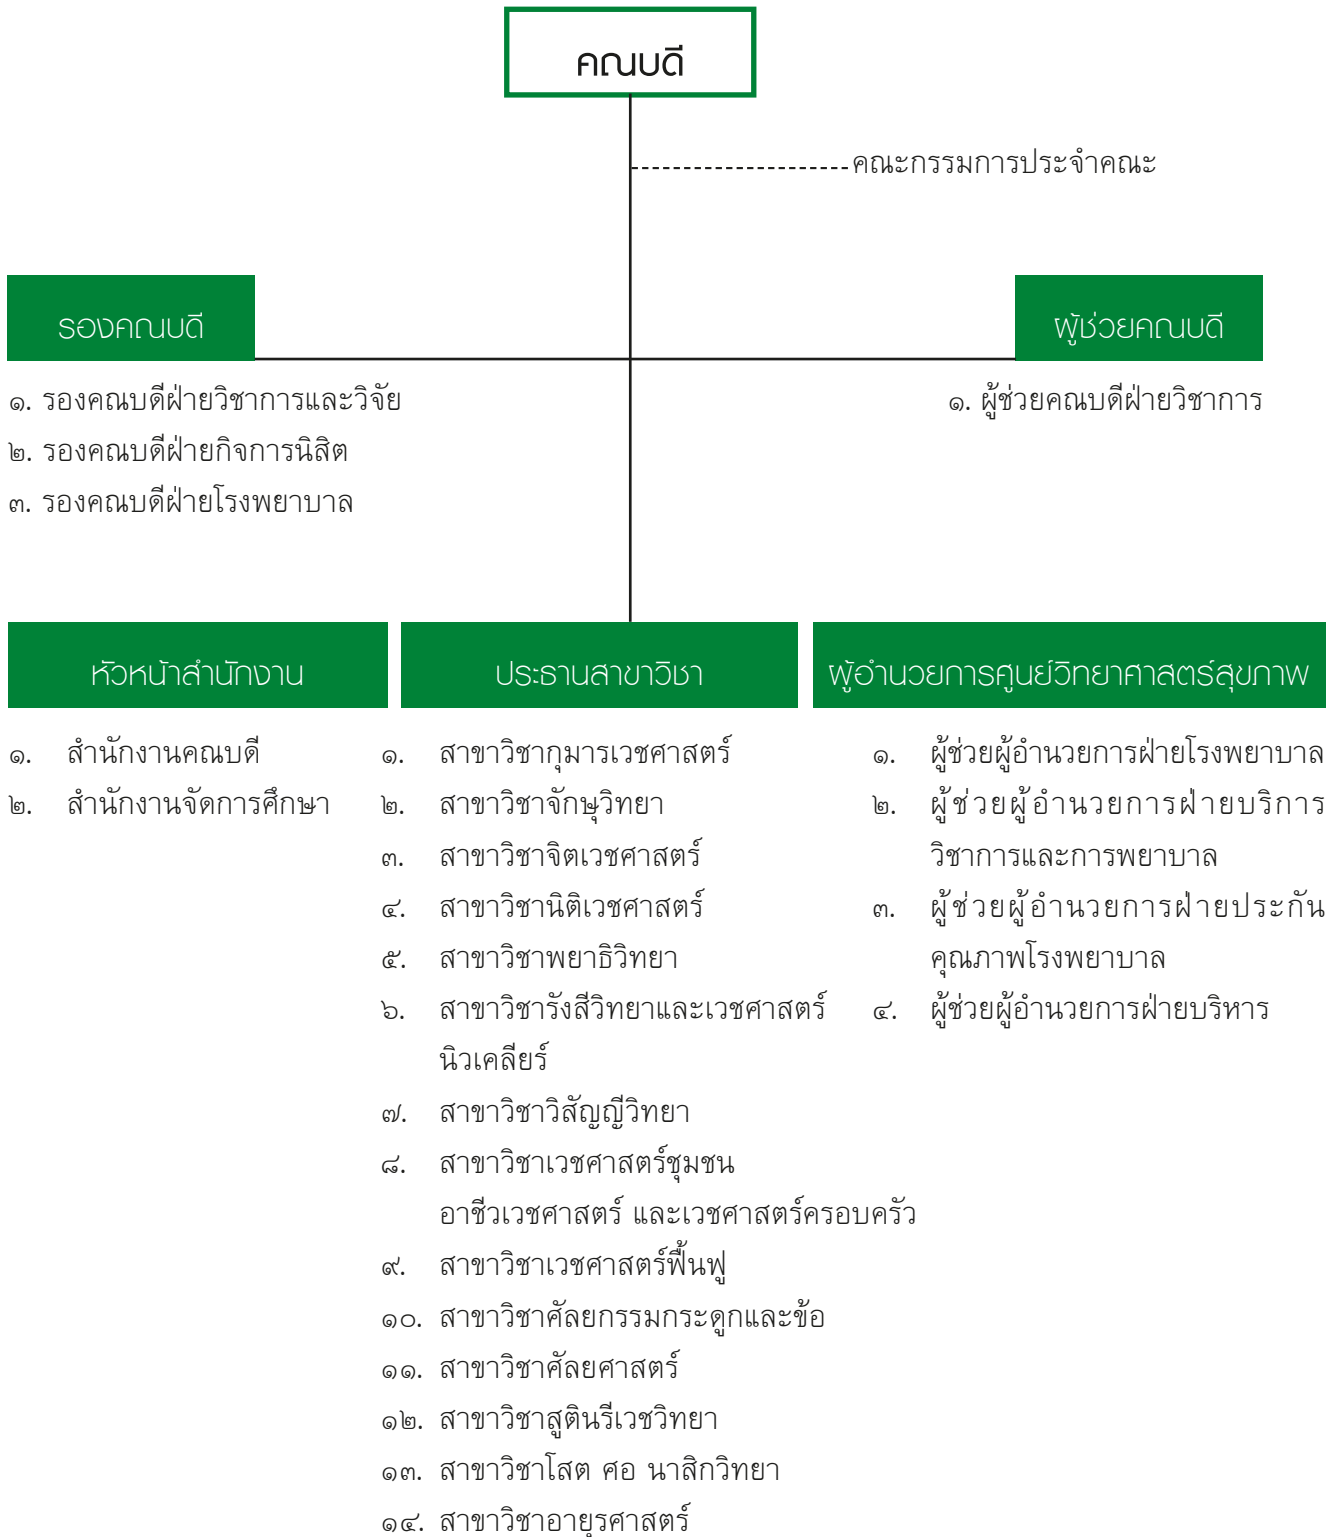 คณบดี
คณะกรรมการประจำคณะ
รองคณบดี
ผู้ช่วยคณบดี
๑. รองคณบดีฝ่ายวิชาการและวิจัย
๒. รองคณบดีฝ่ายกิจการนิสิต
๓. รองคณบดีฝ่ายโรงพยาบาล
๑. ผู้ช่วยคณบดีฝ่ายวิชาการ
หัวหน้าสำนักงาน
๑. สำนักงานคณบดี
๒. สำนักงานจัดการศึกษา
ประธานสาขาวิชา
๑. สาขาวิชากุมารเวชศาสตร์
๒. สาขาวิชาจักษุวิทยา
๓. สาขาวิชาจิตเวชศาสตร์
๔. สาขาวิชานิติเวชศาสตร์
๕. สาขาวิชาพยาธิวิทยา
๖. สาขาวิชารังสีวิทยาและเวชศาสตร์
นิวเคลียร์
๗. สาขาวิชาวิสัญญีวิทยา
๘. สาขาวิชาเวชศาสตร์ชุมชน
อาชีวเวชศาสตร์ และเวชศาสตร์ครอบครัว
๙. สาขาวิชาเวชศาสตร์ฟื้นฟู
๑๐. สาขาวิชาศัลยกรรมกระดูกและข้อ
๑๑. สาขาวิชาศัลยศาสตร์
๑๒. สาขาวิชาสูตินรีเวชวิทยา
๑๓. สาขาวิชาโสต ศอ นาสิกวิทยา
๑๔. สาขาวิชาอายุรศาสตร์
ผู้อำนวยการศูนย์วิทยาศาสตร์สุขภาพ
๑. ผู้ช่วยผู้อำนวยการฝ่ายโรงพยาบาล
๒. ผู้ช่วยผู้อำนวยการฝ่ายบริการ
วิชาการและการพยาบาล
๓. ผู้ช่วยผู้อำนวยการฝ่ายประกัน
คุณภาพโรงพยาบาล
๔. ผู้ช่วยผู้อำนวยการฝ่ายบริหาร